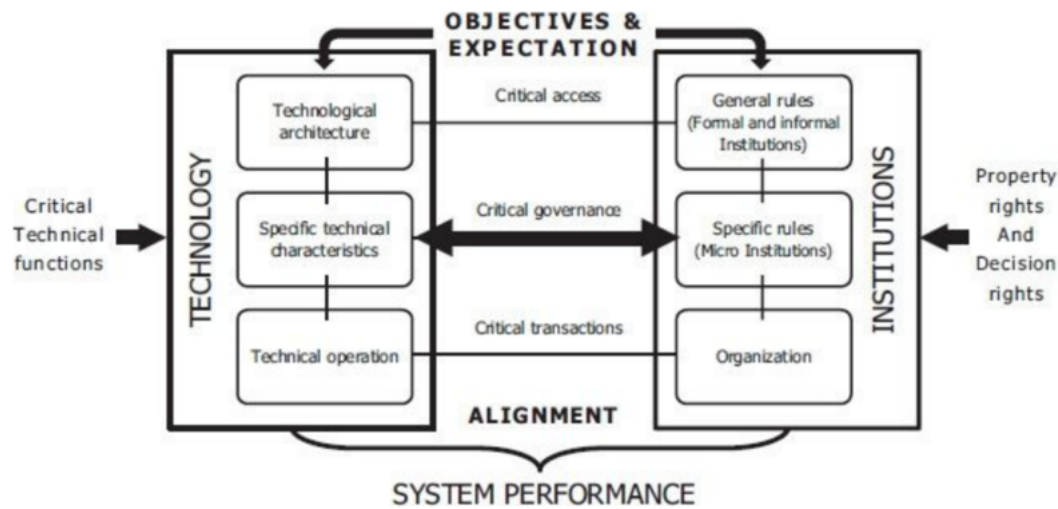 OBJECTIVES &
EXPECTATION
TECHNOLOGY
Technological
architecture
Critical access
General rules
(Formal and informal
Institutions)
INSTITUTIONS
Critical
Technical
functions
Specific technical
characteristics
Critical governance
Specific rules
(Micro Institutions)
Property
rights
And
Decision
rights
Technical operation
Critical transactions
Organization
ALIGNMENT
SYSTEM PERFORMANCE